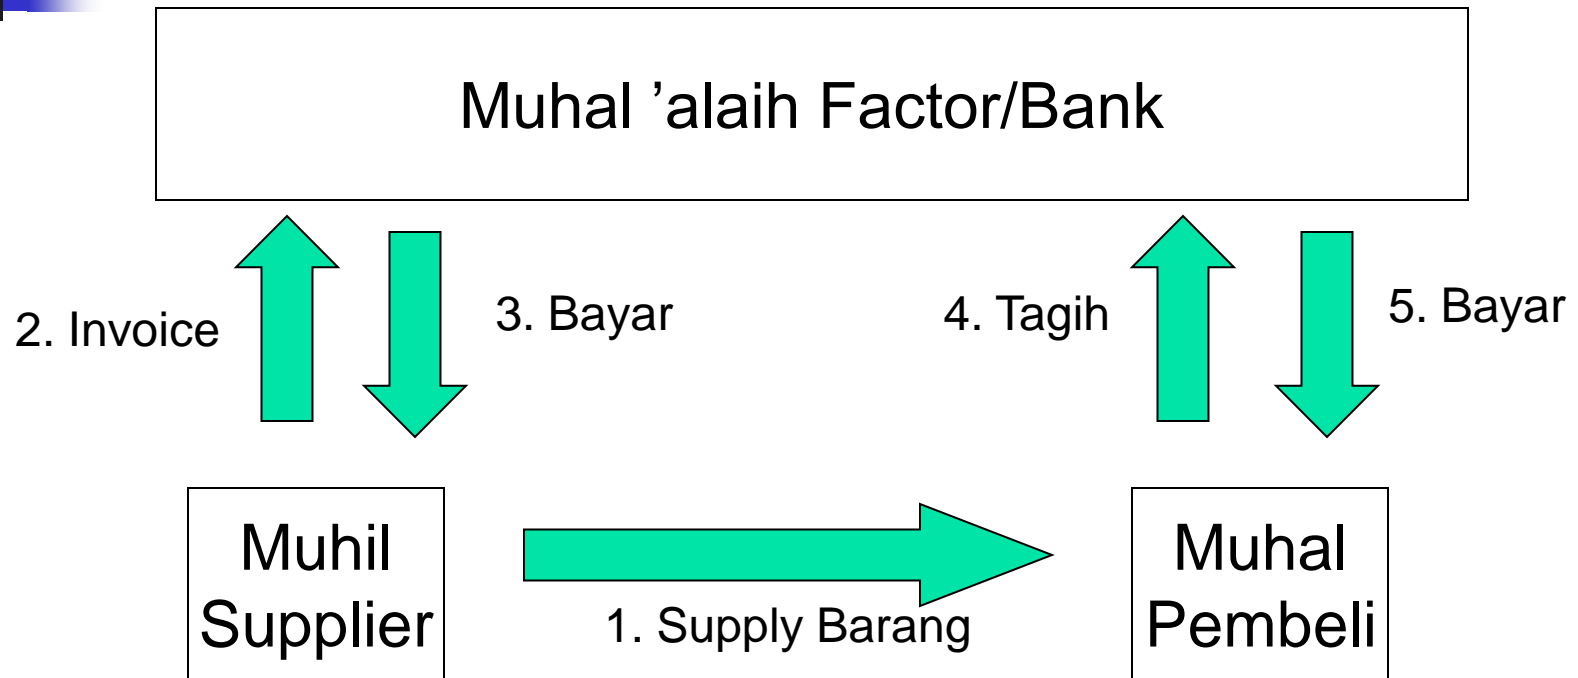 Muhal ’alaih Factor/Bank
2. Invoice
3. Bayar
4. Tagih
5. Bayar
Muhil
Supplier
1. Supply Barang
Muhal
Pembeli